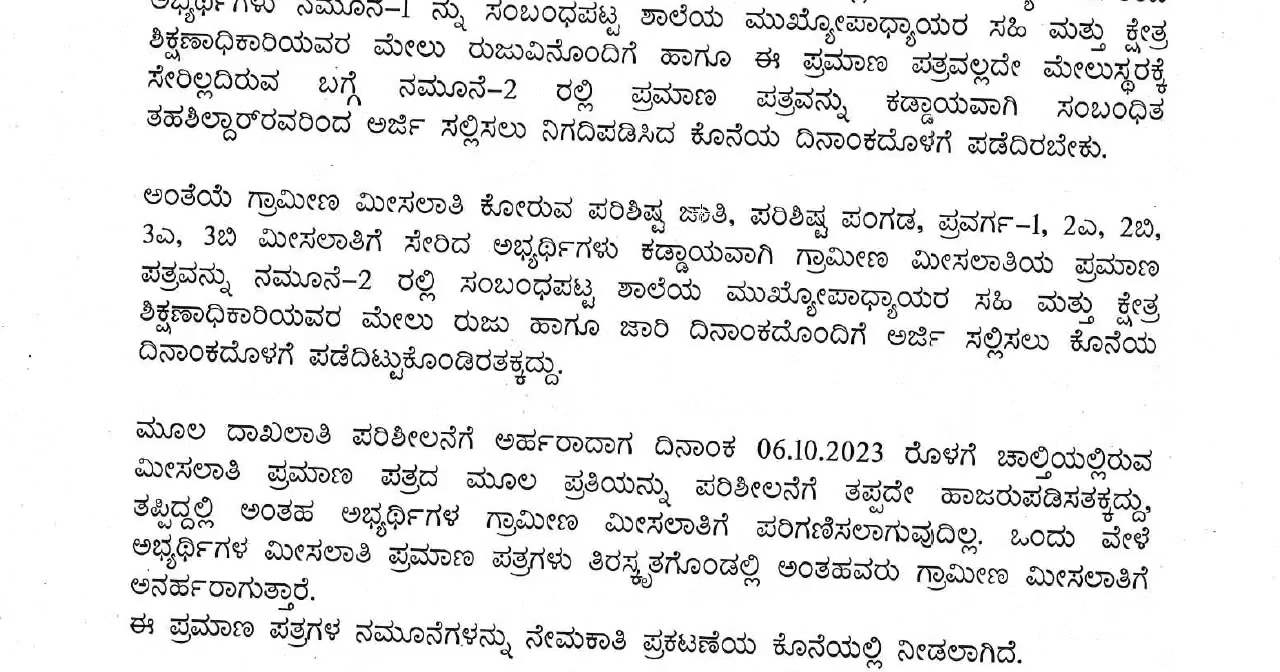 ಅಭ್ಯರ್ಥಿಗಳು ನಮೂನೆ-1 ನ್ನು ಸಂಬಂಧಪಟ್ಟ ಶಾಲೆಯ ಮುಖ್ಯೋಪಾಧ್ಯಾಯರ ಸಹಿ ಮತ್ತು ಕ್ಷೇತ್ರ
ಶಿಕ್ಷಣಾಧಿಕಾರಿಯವರ ಮೇಲು ರುಜುವಿನೊಂದಿಗೆ ಹಾಗೂ ಈ ಪ್ರಮಾಣ ಪತ್ರವಲ್ಲದೇ ಮೇಲುಸ್ಥರಕ್ಕೆ
ಸೇರಿಲ್ಲದಿರುವ ಬಗ್ಗೆ ನಮೂನೆ-2 ರಲ್ಲಿ ಪ್ರಮಾಣ ಪತ್ರವನ್ನು ಕಡ್ಡಾಯವಾಗಿ ಸಂಬಂಧಿತ
ತಹಶಿಲ್ದಾರ್‌ರವರಿಂದ ಅರ್ಜಿ ಸಲ್ಲಿಸಲು ನಿಗದಿಪಡಿಸಿದ ಕೊನೆಯ ದಿನಾಂಕದೊಳಗೆ ಪಡೆದಿರಬೇಕು.
ಅಂತೆಯೆ ಗ್ರಾಮೀಣ ಮೀಸಲಾತಿ ಕೋರುವ ಪರಿಶಿಷ್ಟ ಜಾತಿ, ಪರಿಶಿಷ್ಟ ಪಂಗಡ, ಪ್ರವರ್ಗ-1, 2ಎ, 2ಬಿ,
3ಎ, 3ಬಿ ಮೀಸಲಾತಿಗೆ ಸೇರಿದ ಅಭ್ಯರ್ಥಿಗಳು ಕಡ್ಡಾಯವಾಗಿ ಗ್ರಾಮೀಣ ಮೀಸಲಾತಿಯ ಪ್ರಮಾಣ
ಪತ್ರವನ್ನು ನಮೂನೆ-2 ರಲ್ಲಿ ಸಂಬಂಧಪಟ್ಟ ಶಾಲೆಯ ಮುಖ್ಯೋಪಾಧ್ಯಾಯರ ಸಹಿ ಮತ್ತು ಕ್ಷೇತ್ರ
ಶಿಕ್ಷಣಾಧಿಕಾರಿಯವರ ಮೇಲು ರುಜು ಹಾಗೂ ಜಾರಿ ದಿನಾಂಕದೊಂದಿಗೆ ಅರ್ಜಿ ಸಲ್ಲಿಸಲು ಕೊನೆಯ
ದಿನಾಂಕದೊಳಗೆ ಪಡೆದಿಟ್ಟುಕೊಂಡಿರತಕ್ಕದ್ದು.
ಮೂಲ ದಾಖಲಾತಿ ಪರಿಶೀಲನೆಗೆ ಅರ್ಹರಾದಾಗ ದಿನಾಂಕ 06.10.2023 ರೊಳಗೆ ಚಾಲ್ತಿಯಲ್ಲಿರುವ
ಮೀಸಲಾತಿ ಪ್ರಮಾಣ ಪತ್ರದ ಮೂಲ ಪ್ರತಿಯನ್ನು ಪರಿಶೀಲನೆಗೆ ತಪ್ಪದೇ ಹಾಜರುಪಡಿಸತಕ್ಕದ್ದು,
ತಪ್ಪಿದ್ದಲ್ಲಿ ಅಂತಹ ಅಭ್ಯರ್ಥಿಗಳ ಗ್ರಾಮೀಣ ಮೀಸಲಾತಿಗೆ ಪರಿಗಣಿಸಲಾಗುವುದಿಲ್ಲ. ಒಂದು ವೇಳೆ
ಅಭ್ಯರ್ಥಿಗಳ ಮೀಸಲಾತಿ ಪ್ರಮಾಣ ಪತ್ರಗಳು ತಿರಸ್ಕೃತಗೊಂಡಲ್ಲಿ ಅಂತಹವರು ಗ್ರಾಮೀಣ ಮೀಸಲಾತಿಗೆ
ಅನರ್ಹರಾಗುತ್ತಾರೆ.
ಈ ಪ್ರಮಾಣ ಪತ್ರಗಳ ನಮೂನೆಗಳನ್ನು ನೇಮಕಾತಿ ಪ್ರಕಟಣೆಯ ಕೊನೆಯಲ್ಲಿ ನೀಡಲಾಗಿದೆ.